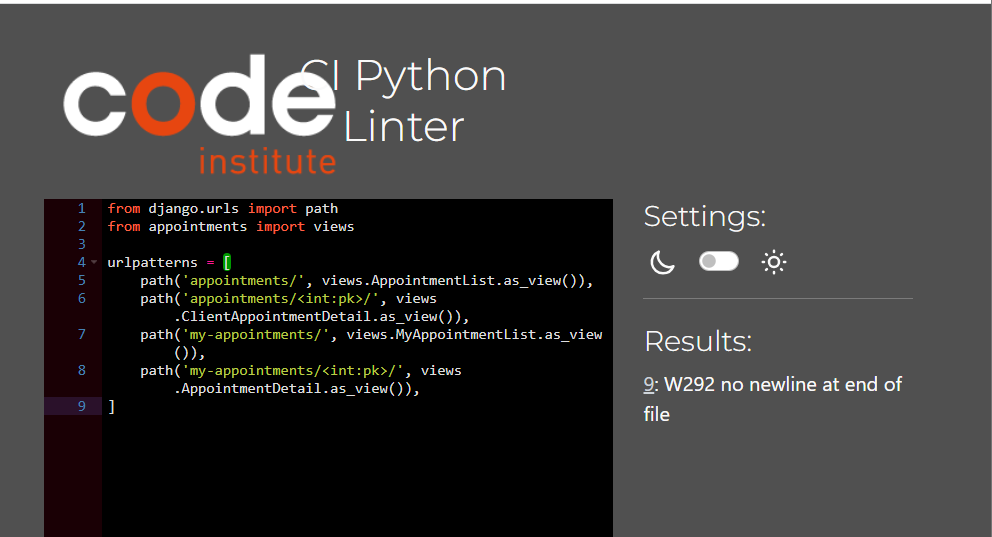 code
institute
CI Python
Linter
1 from django.urls import path
2 from appointments import views
3
4 urlpatterns = [
5 path('appointments/', views.AppointmentList.as_view()),
6 path('appointments/<int:pk>/', views
.ClientAppointmentDetail.as_view()),
7 path('my-appointments/', views.MyAppointmentList.as_view
()),
8 path('my-appointments/<int:pk>/', views
.AppointmentDetail.as_view()),
9 ]
Settings:
Results:
9: W292 no newline at end of
file